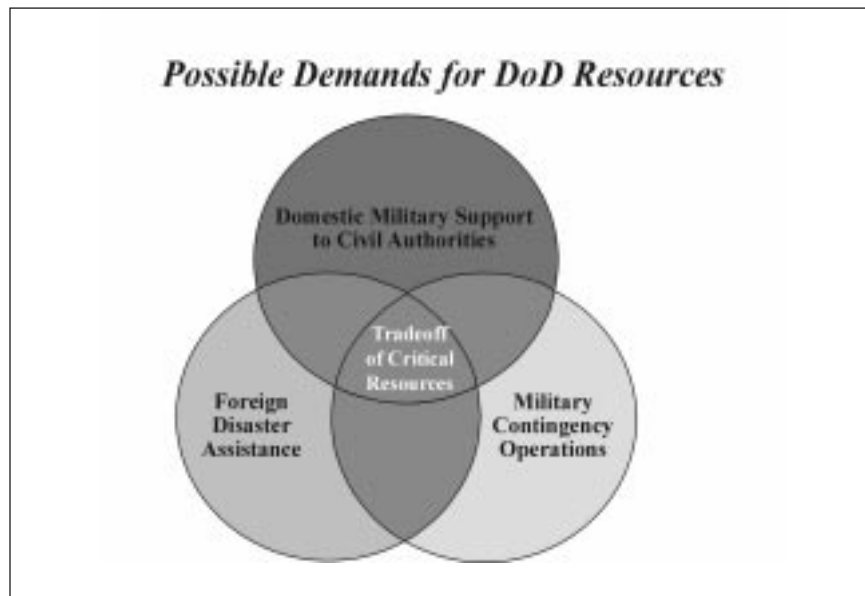 Possible Demands for DoD Resources
Domestic Military Support
to Civil Authorities
Tradeoff
of Critical
Resources
Foreign
Disaster
Assistance
Military
Contingency
Operations